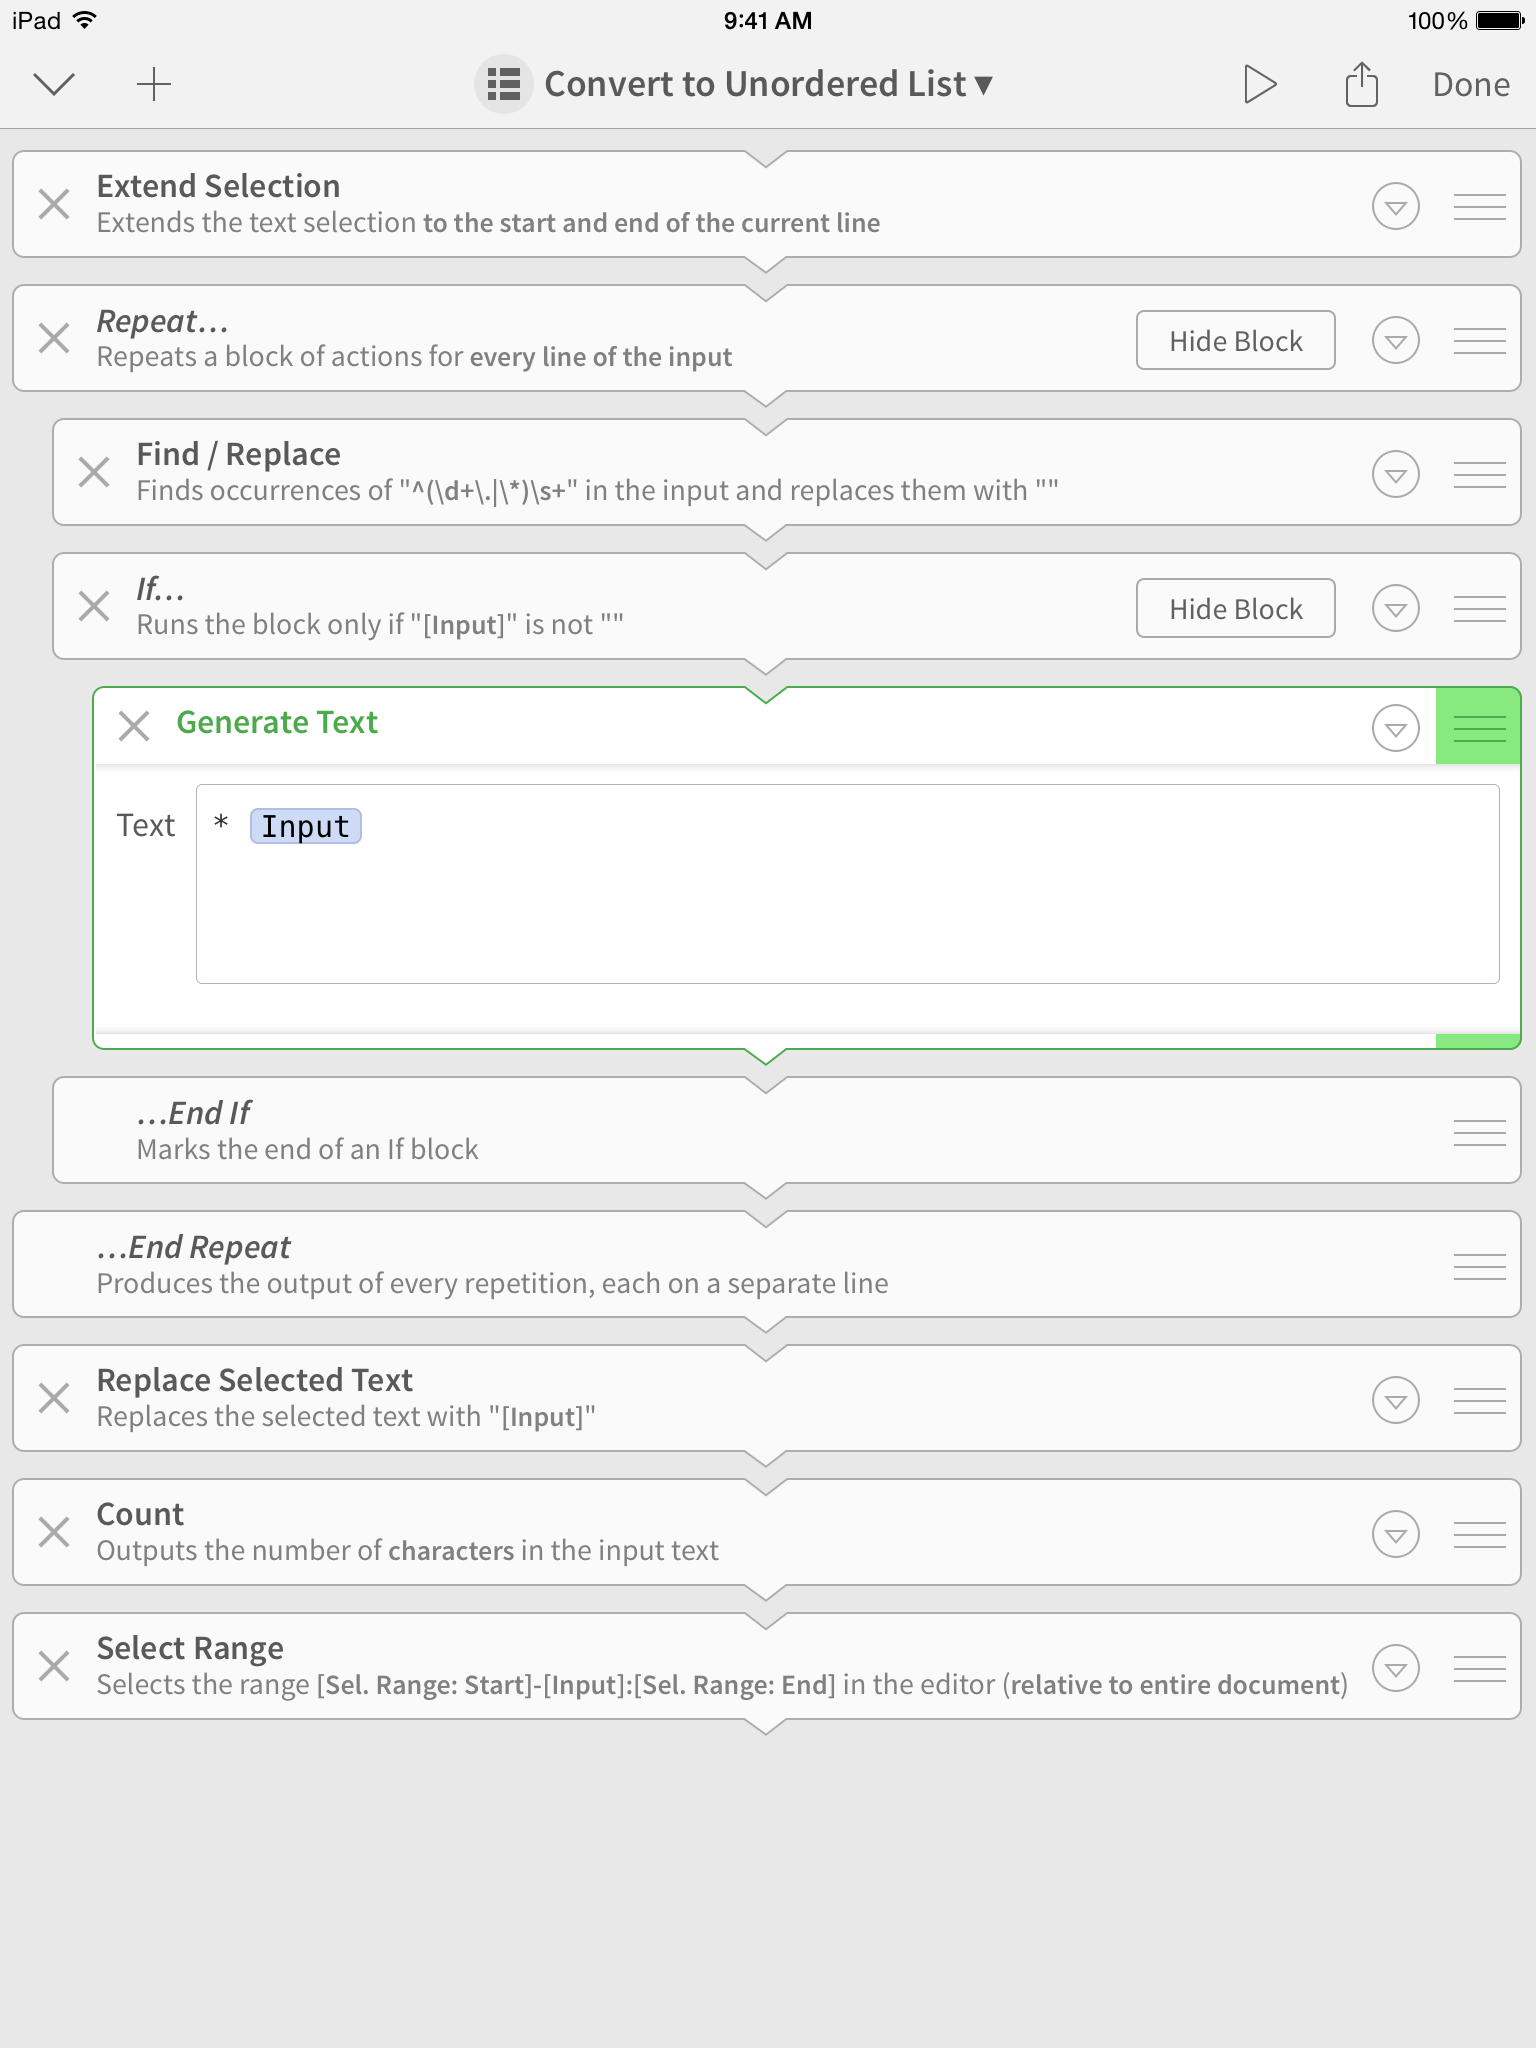 iPad 9:41 AM 100%
Convert to Unordered List ▾ Done
Extend Selection
Extends the text selection to the start and end of the current line
Repeat…
Repeats a block of actions for every line of the input
Hide Block
Find / Replace
Finds occurrences of "^(\d+\.|\*)\s+" in the input and replaces them with ""
If…
Runs the block only if "[Input]" is not ""
Hide Block
Generate Text
Text * Input
…End If
Marks the end of an If block
…End Repeat
Produces the output of every repetition, each on a separate line
Replace Selected Text
Replaces the selected text with "[Input]"
Count
Outputs the number of characters in the input text
Select Range
Selects the range [Sel. Range: Start]-[Input]:[Sel. Range: End] in the editor (relative to entire document)